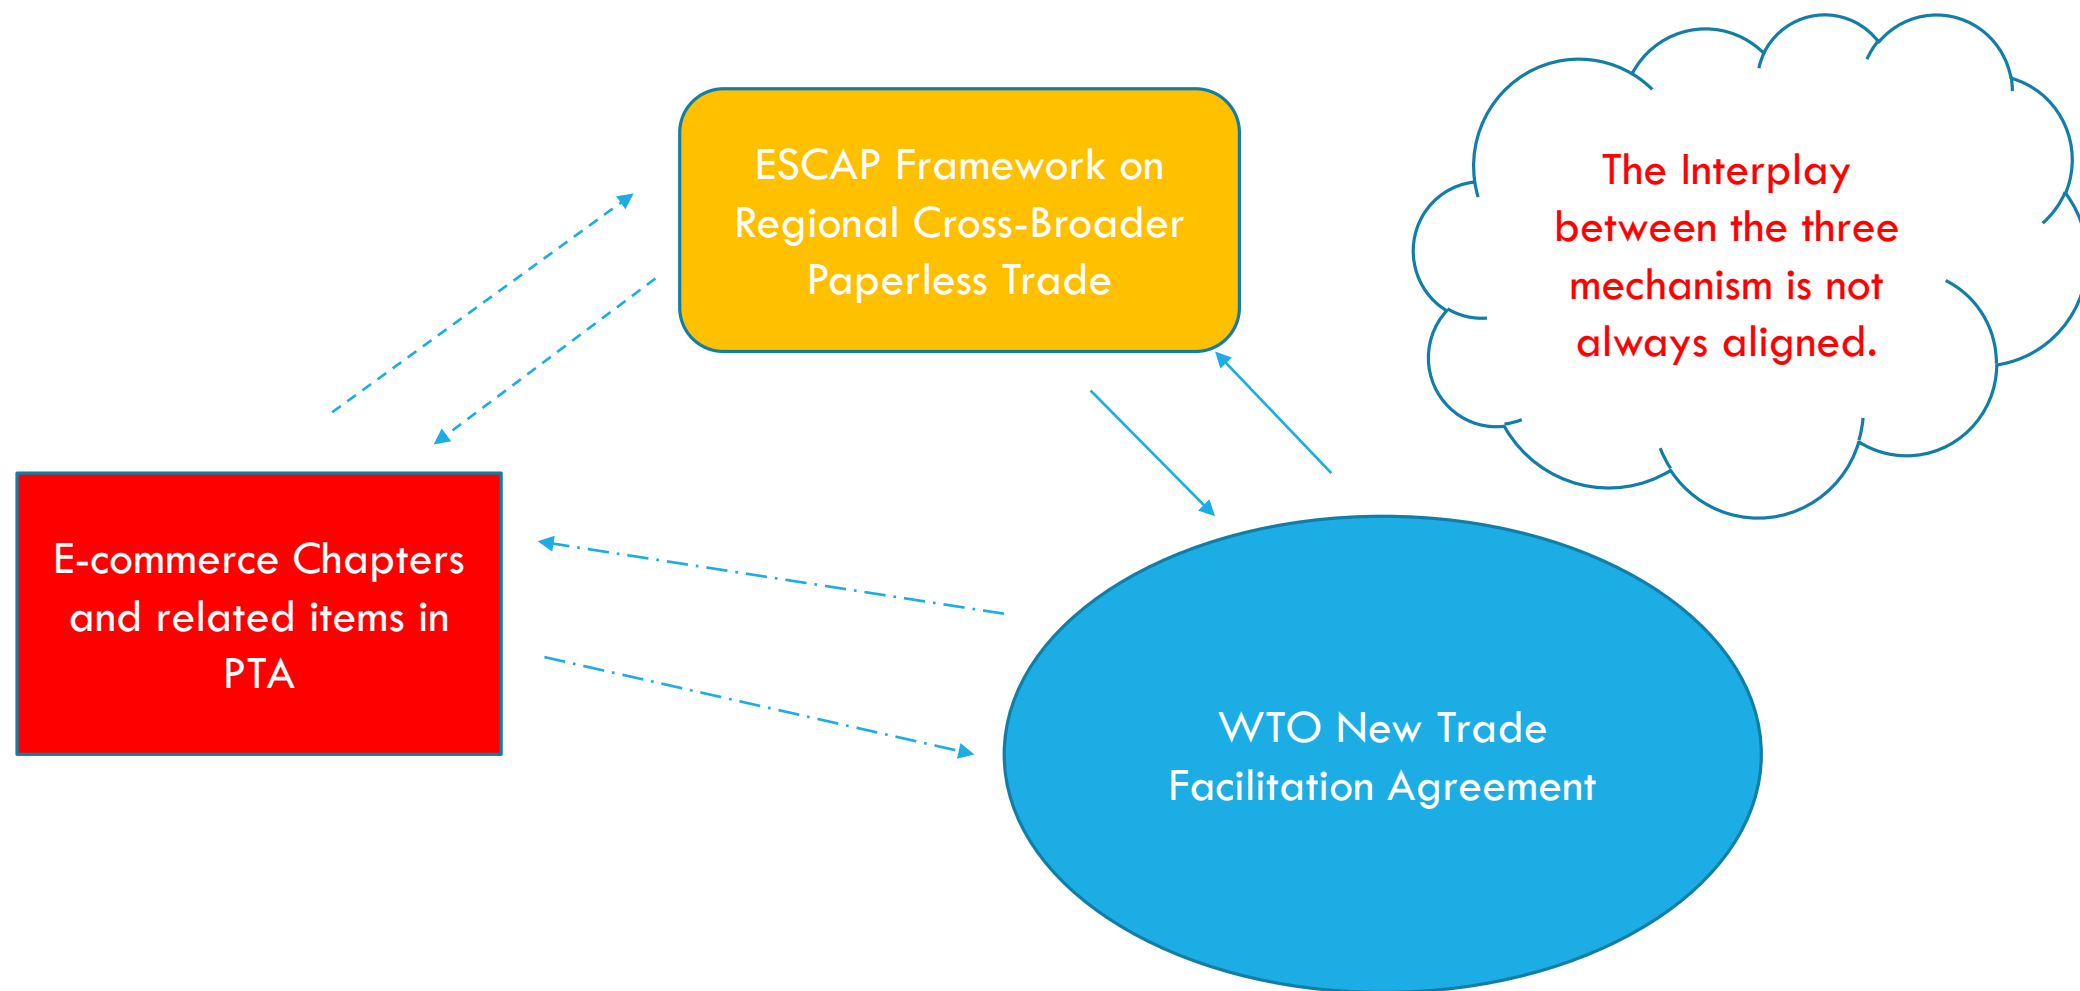 ESCAP Framework on
Regional Cross-Broader
Paperless Trade
The Interplay
between the three
mechanism is not
always aligned.
E-commerce Chapters
and related items in
PTA
WTO New Trade
Facilitation Agreement